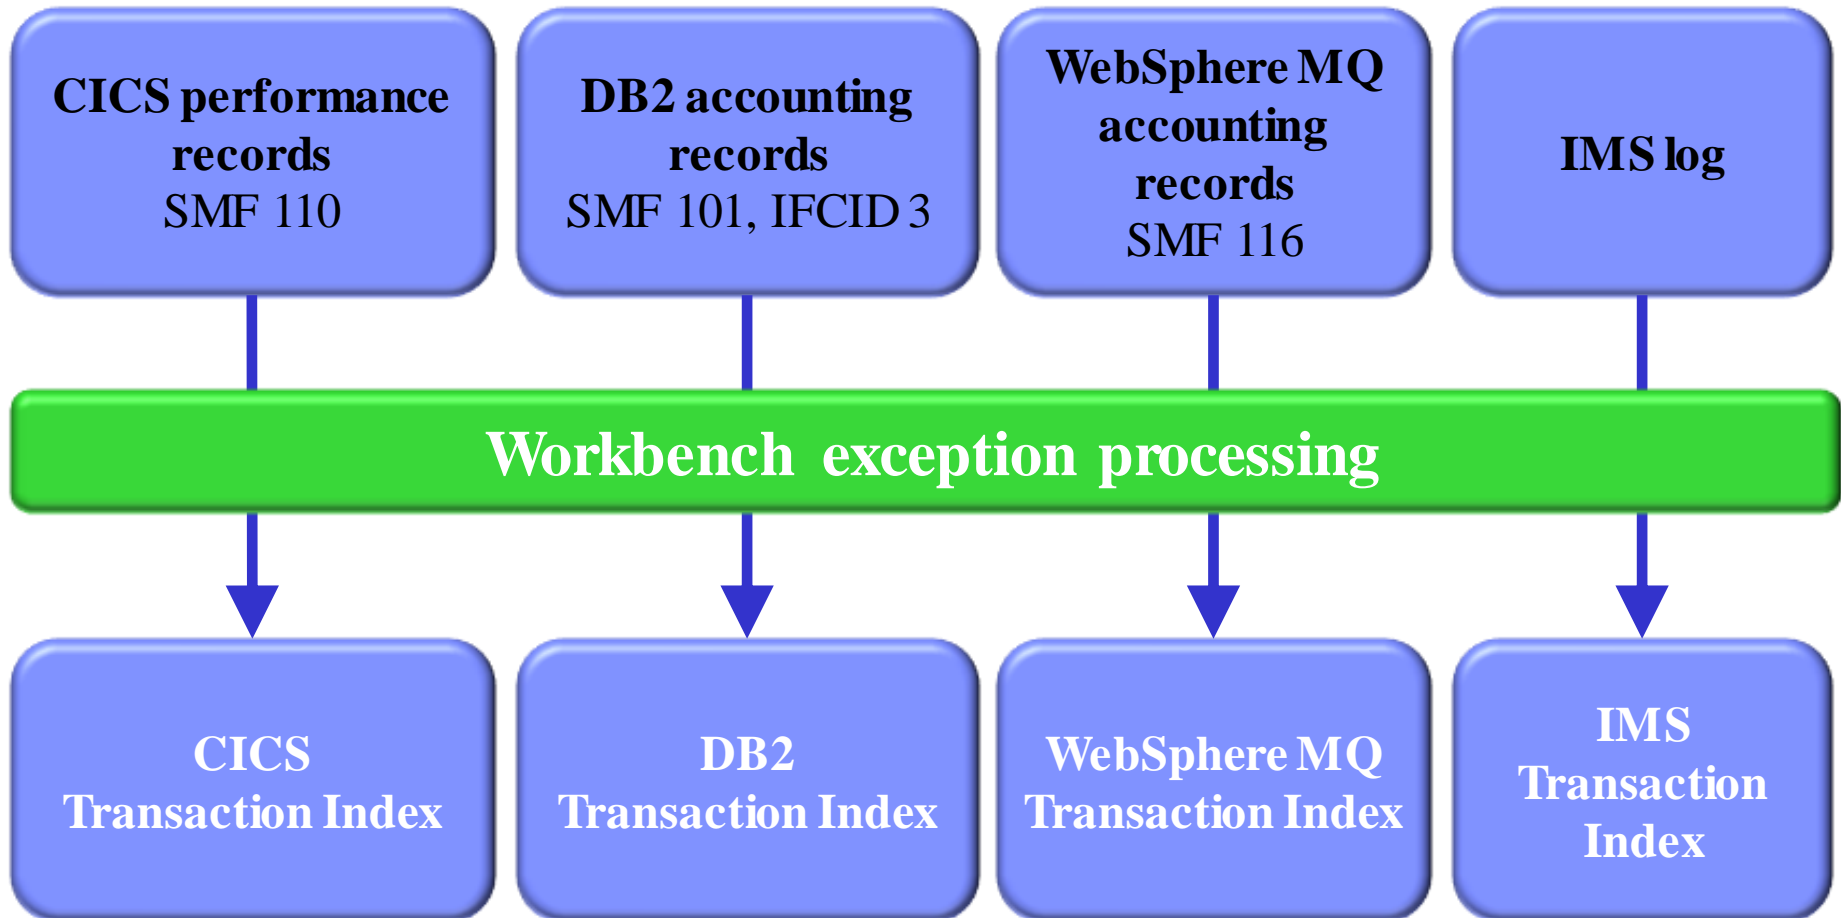 CICS performance
records
SMF 110
DB2 accounting
records
SMF 101, IFCID 3
WebSphere MQ
accounting
records
SMF 116
IMS log
Workbench exception processing
CICS
Transaction Index
DB2
Transaction Index
WebSphere MQ
Transaction Index
IMS
Transaction
Index